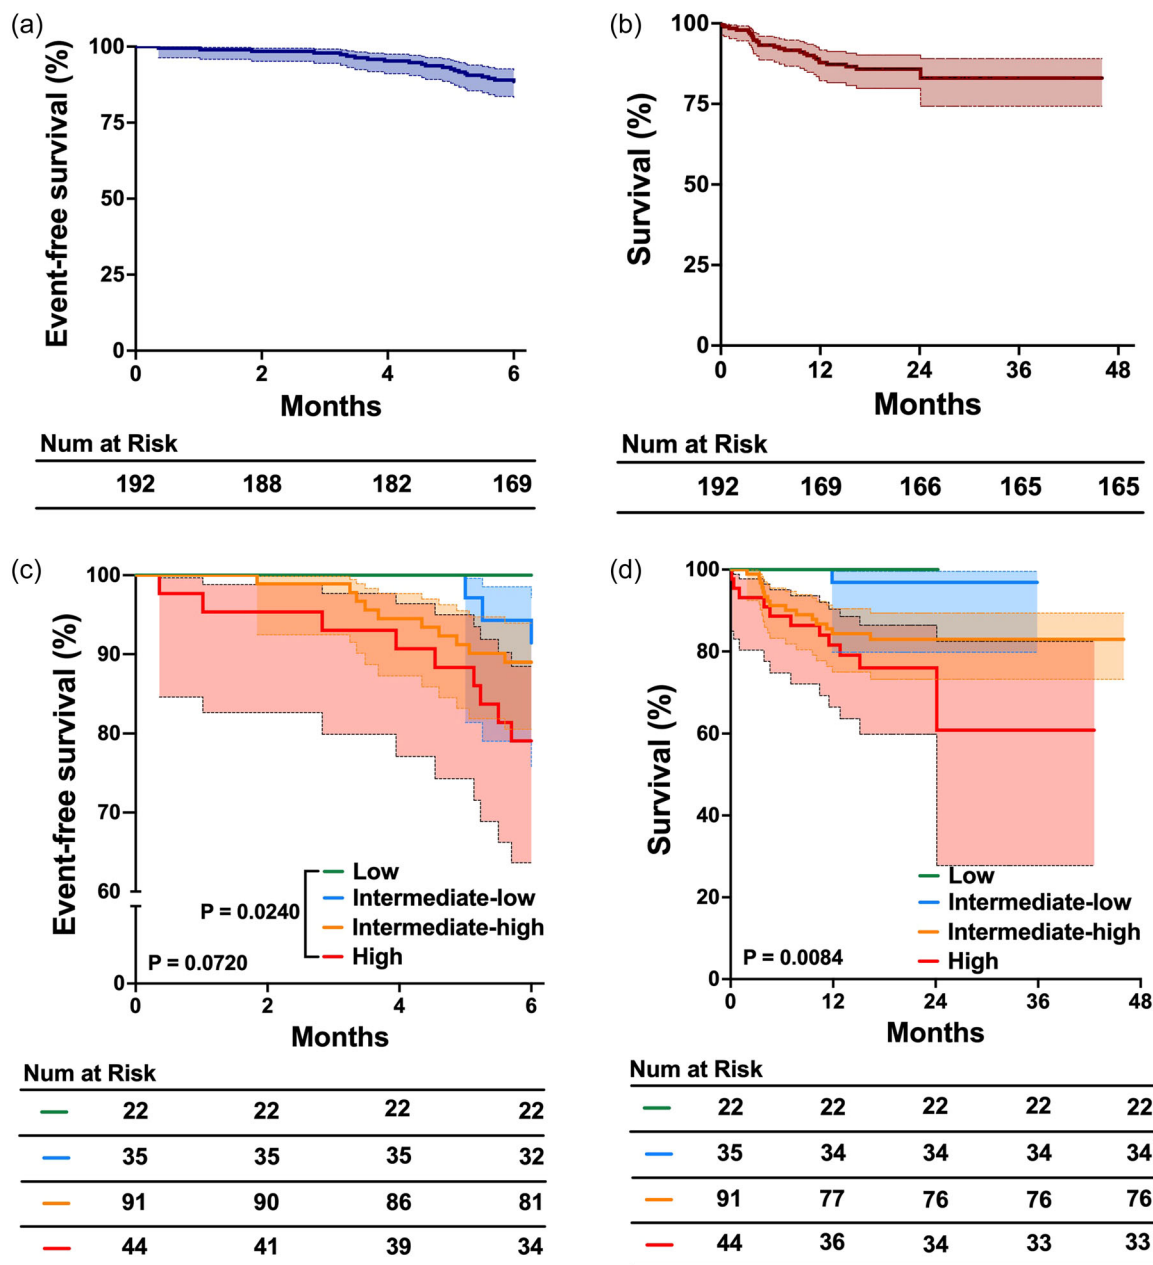 (a)
Event-free survival (%)
100
75
50
25
0
0 2 4 6
Months
Num at Risk
192 188 182 169
(b)
Survival (%)
100
75
50
25
0
0 12 24 36 48
Months
Num at Risk
192 169 166 165 165
(c)
Event-free survival (%)
100
90
80
70
60
0
Low
Intermediate-low
Intermediate-high
High
P = 0.0240
P = 0.0720
0 2 4 6
Months
Num at Risk
22 22 22 22
35 35 35 32
91 90 86 81
44 41 39 34
(d)
Survival (%)
100
80
60
40
20
0
Low
Intermediate-low
Intermediate-high
High
P = 0.0084
0 12 24 36 48
Months
Num at Risk
22 22 22 22 22
35 34 34 34 34
91 77 76 76 76
44 36 34 33 33